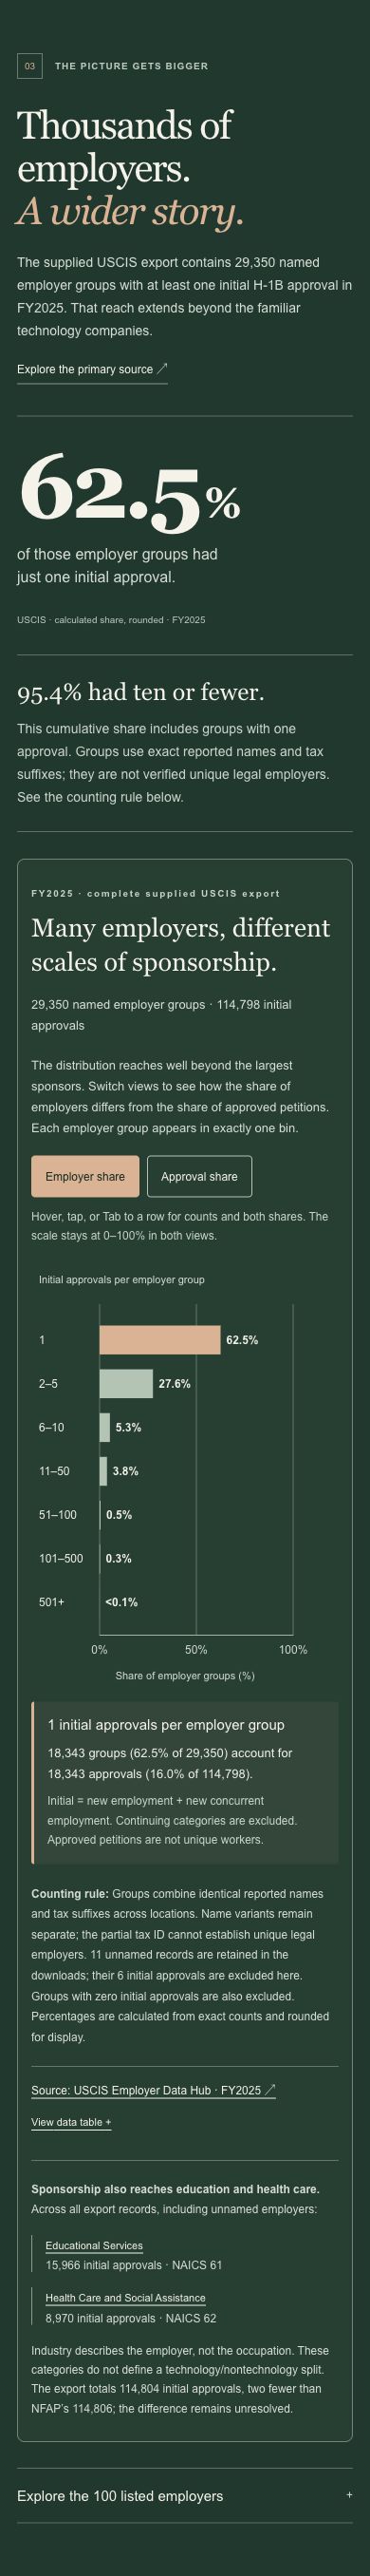 03 THE PICTURE GETS BIGGER
Thousands of
employers.
A wider story.
The supplied USCIS export contains 29,350 named
employer groups with at least one initial H-1B approval in
FY2025. That reach extends beyond the familiar
technology companies.
Explore the primary source ↗
62.5%
of those employer groups had
just one initial approval.
USCIS · calculated share, rounded · FY2025
95.4% had ten or fewer.
This cumulative share includes groups with one
approval. Groups use exact reported names and tax
suffixes; they are not verified unique legal employers.
See the counting rule below.
FY2025 · complete supplied USCIS export
Many employers, different
scales of sponsorship.
29,350 named employer groups · 114,798 initial
approvals
The distribution reaches well beyond the largest
sponsors. Switch views to see how the share of
employers differs from the share of approved petitions.
Each employer group appears in exactly one bin.
Employer share Approval share
Hover, tap, or Tab to a row for counts and both shares. The
scale stays at 0–100% in both views.
Initial approvals per employer group
1 62.5%
2–5 27.6%
6–10 5.3%
11–50 3.8%
51–100 0.5%
101–500 0.3%
501+ <0.1%
0% 50% 100%
Share of employer groups (%)
1 initial approvals per employer group
18,343 groups (62.5% of 29,350) account for
18,343 approvals (16.0% of 114,798).
Initial = new employment + new concurrent
employment. Continuing categories are excluded.
Approved petitions are not unique workers.
Counting rule: Groups combine identical reported names
and tax suffixes across locations. Name variants remain
separate; the partial tax ID cannot establish unique legal
employers. 11 unnamed records are retained in the
downloads; their 6 initial approvals are excluded here.
Groups with zero initial approvals are also excluded.
Percentages are calculated from exact counts and rounded
for display.
Source: USCIS Employer Data Hub · FY2025 ↗
View data table +
Sponsorship also reaches education and health care.
Across all export records, including unnamed employers:
Educational Services
15,966 initial approvals · NAICS 61
Health Care and Social Assistance
8,970 initial approvals · NAICS 62
Industry describes the employer, not the occupation. These
categories do not define a technology/nontechnology split.
The export totals 114,804 initial approvals, two fewer than
NFAP's 114,806; the difference remains unresolved.
Explore the 100 listed employers +